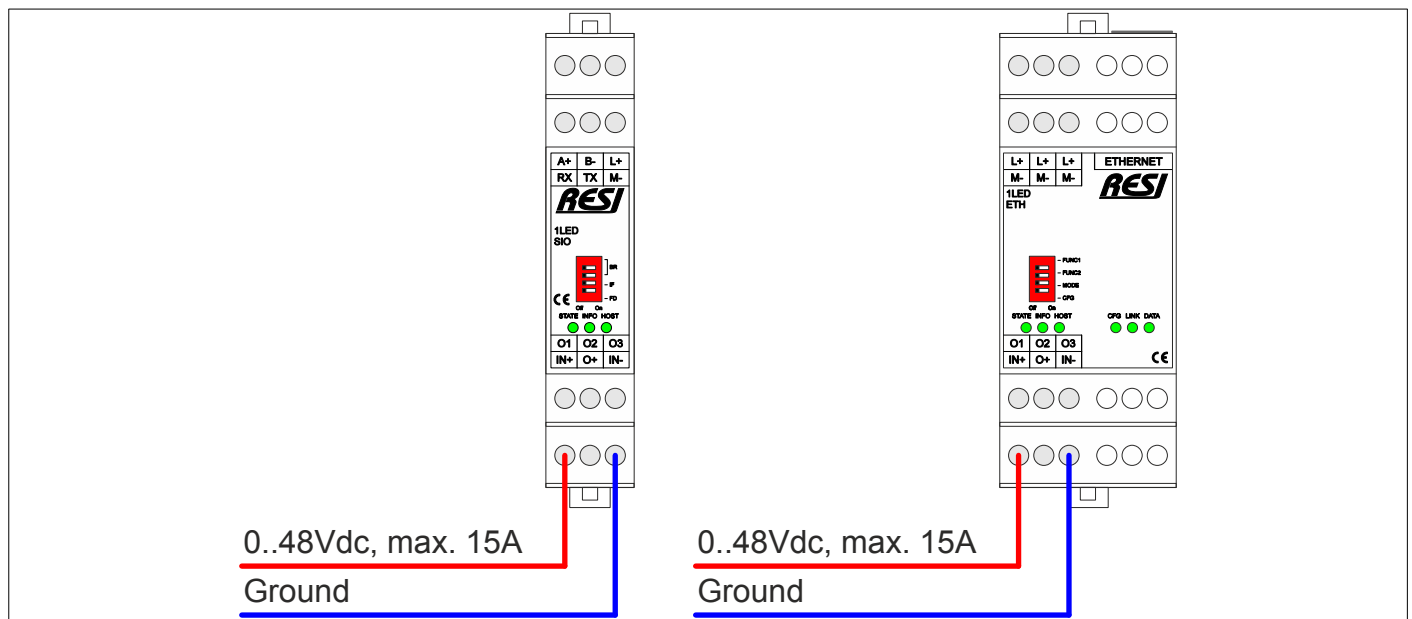 A+ B- L+
RX TX M-
RESI
1LED
SIO
BR
IF
FD
CE
Off On
STATE INFO HOST
O1 O2 O3
IN+ O+ IN-
0..48Vdc, max. 15A
Ground
L+ L+ L+ ETHERNET
M- M- M-
RESI
1LED
ETH
FUNC1
FUNC2
MODE
CFG
Off On
STATE INFO HOST CFG LINK DATA
O1 O2 O3
IN+ O+ IN- CE
0..48Vdc, max. 15A
Ground